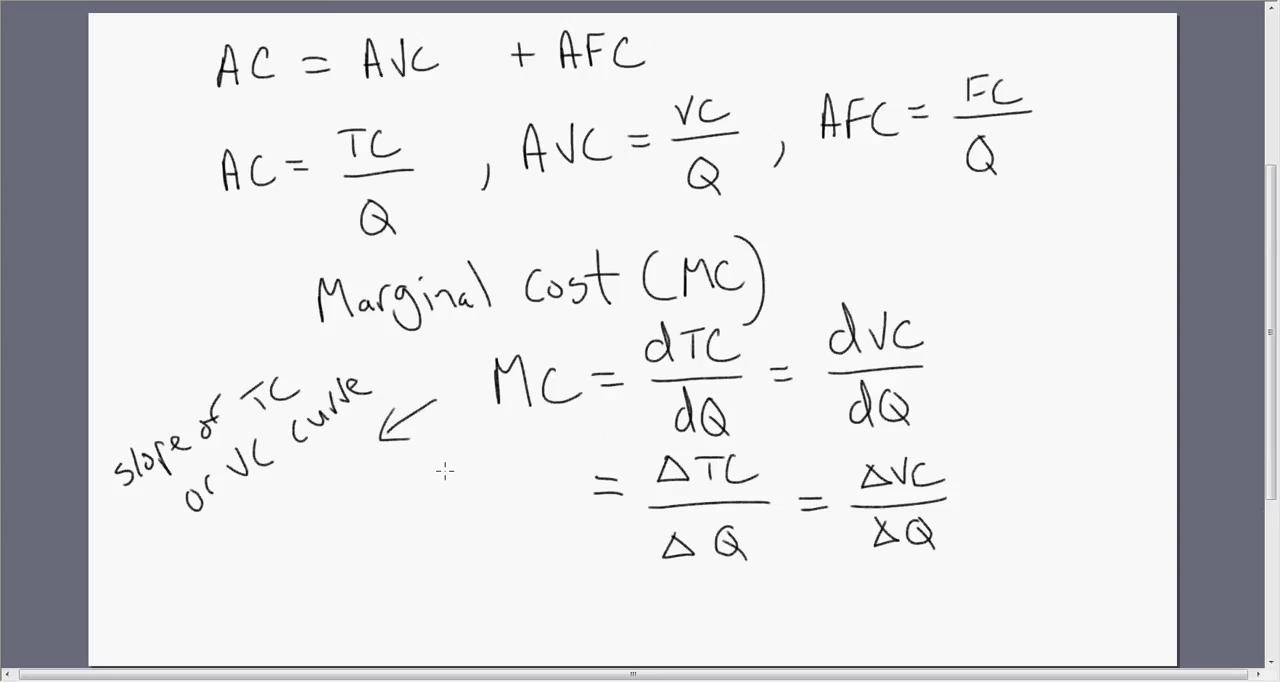 AC = AVC + AFC
AC = TC/Q , AVC = VC/Q , AFC = FC/Q
Marginal cost (MC)
MC = dTC/dQ = dVC/dQ
slope of TC
or VC curve
= ΔTC/ΔQ = ΔVC/ΔQ